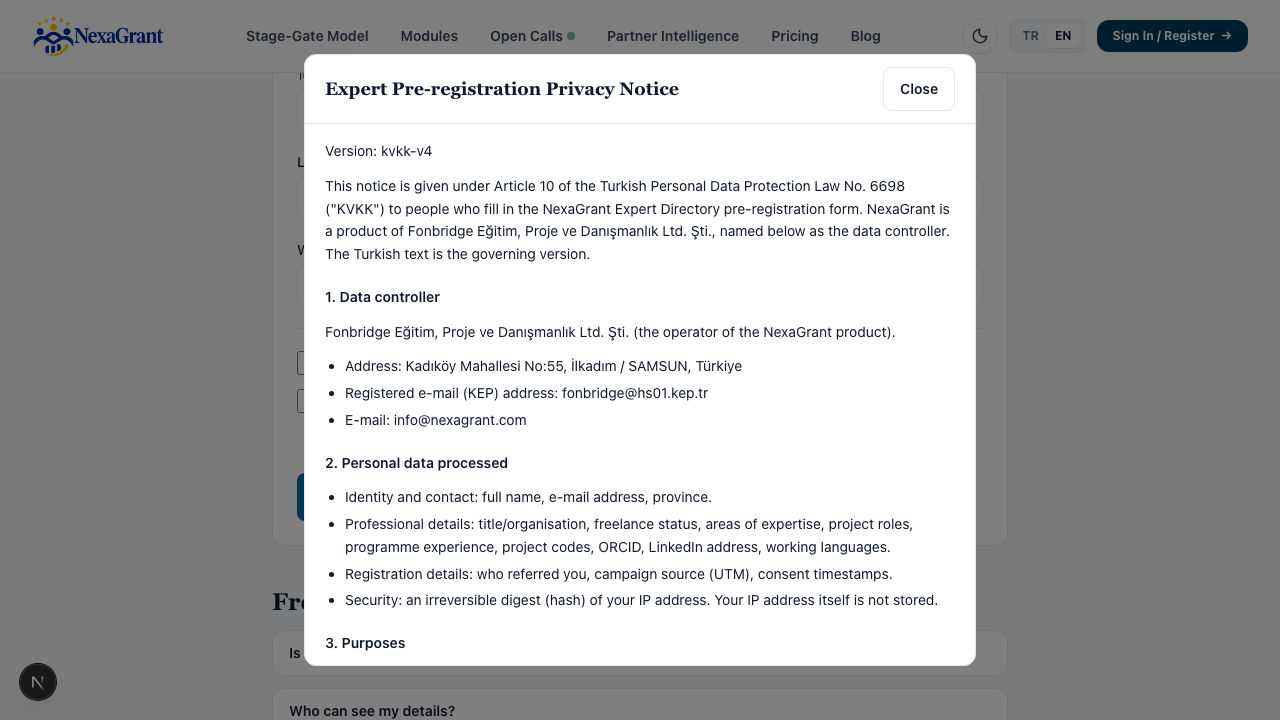 NexaGrant
Stage-Gate Model
Modules
Open Calls
Partner Intelligence
Pricing
Blog
TR
EN
Sign In / Register →
Expert Pre-registration Privacy Notice
Close
Version: kvkk-v4
This notice is given under Article 10 of the Turkish Personal Data Protection Law No. 6698
("KVKK") to people who fill in the NexaGrant Expert Directory pre-registration form. NexaGrant is
a product of Fonbridge Eğitim, Proje ve Danışmanlık Ltd. Şti., named below as the data controller.
The Turkish text is the governing version.
1. Data controller
Fonbridge Eğitim, Proje ve Danışmanlık Ltd. Şti. (the operator of the NexaGrant product).
• Address: Kadıköy Mahallesi No:55, İlkadım / SAMSUN, Türkiye
• Registered e-mail (KEP) address: fonbridge@hs01.kep.tr
• E-mail: info@nexagrant.com
2. Personal data processed
• Identity and contact: full name, e-mail address, province.
• Professional details: title/organisation, freelance status, areas of expertise, project roles,
programme experience, project codes, ORCID, LinkedIn address, working languages.
• Registration details: who referred you, campaign source (UTM), consent timestamps.
• Security: an irreversible digest (hash) of your IP address. Your IP address itself is not stored.
3. Purposes
Is
N
Who can see my details?